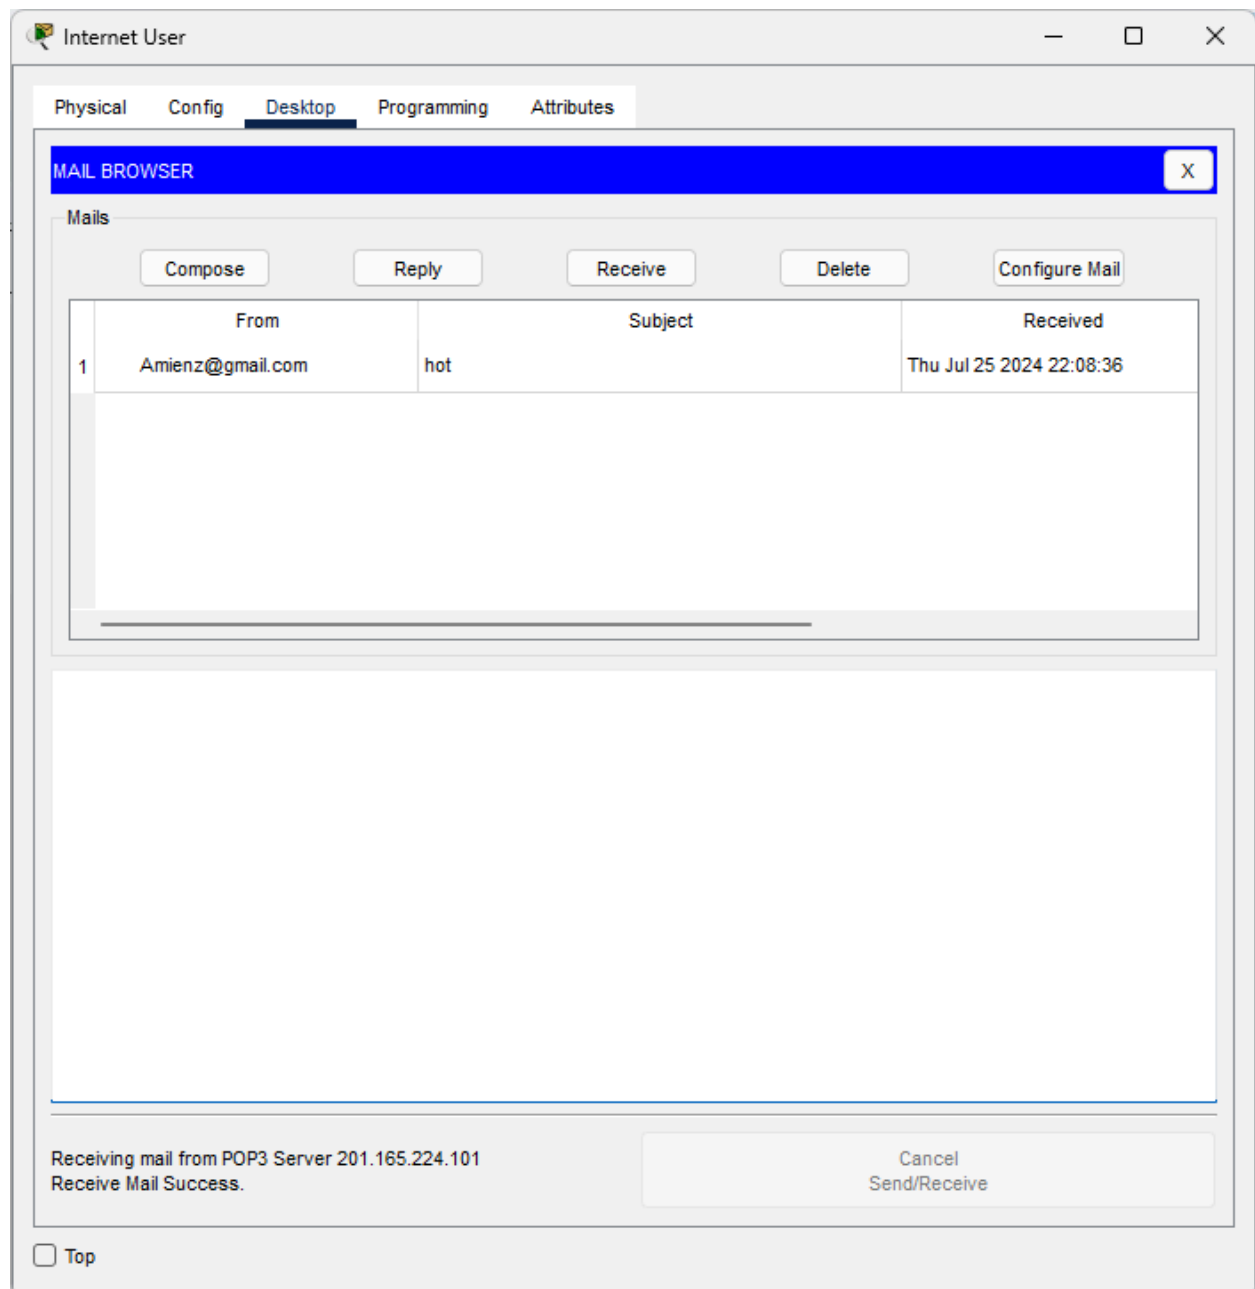 Internet User
Physical Config Desktop Programming Attributes
MAIL BROWSER X
Mails
Compose Reply Receive Delete Configure Mail
From Subject Received
1 Amienz@gmail.com hot Thu Jul 25 2024 22:08:36
Receiving mail from POP3 Server 201.165.224.101
Receive Mail Success.
Cancel
Send/Receive
Top